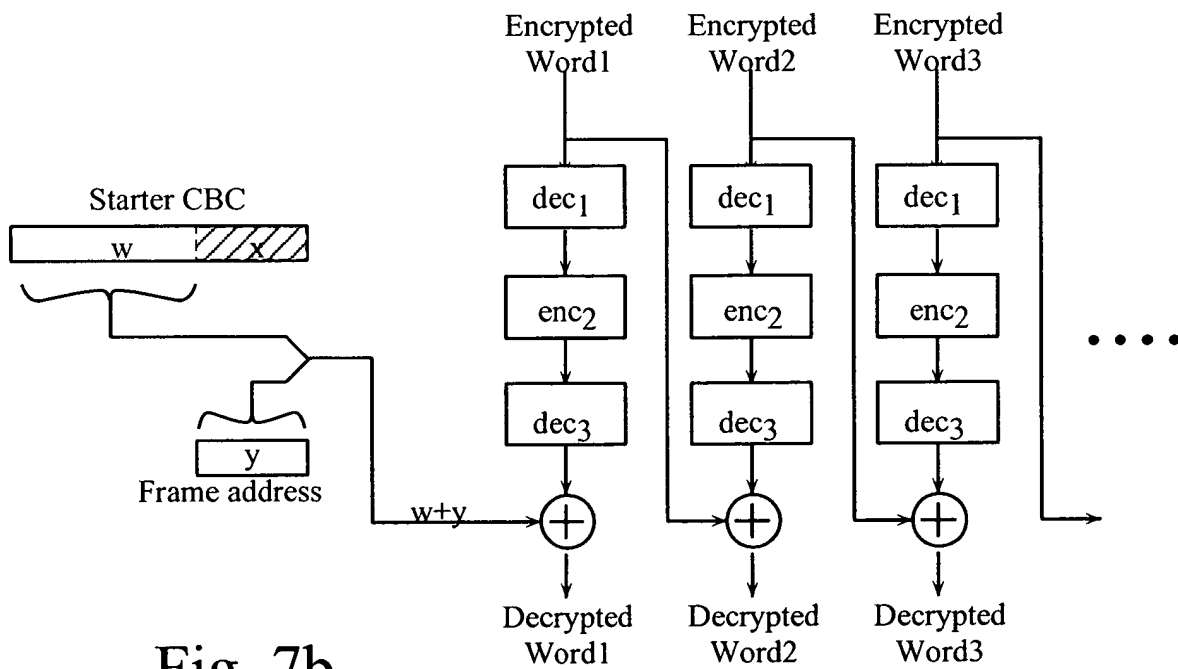 Encrypted Word1
Encrypted Word2
Encrypted Word3
Starter CBC
w
x
dec1
dec1
dec1
enc2
enc2
enc2
dec3
dec3
dec3
y
Frame address
w+y
Decrypted Word1
Decrypted Word2
Decrypted Word3
Fig. 7b